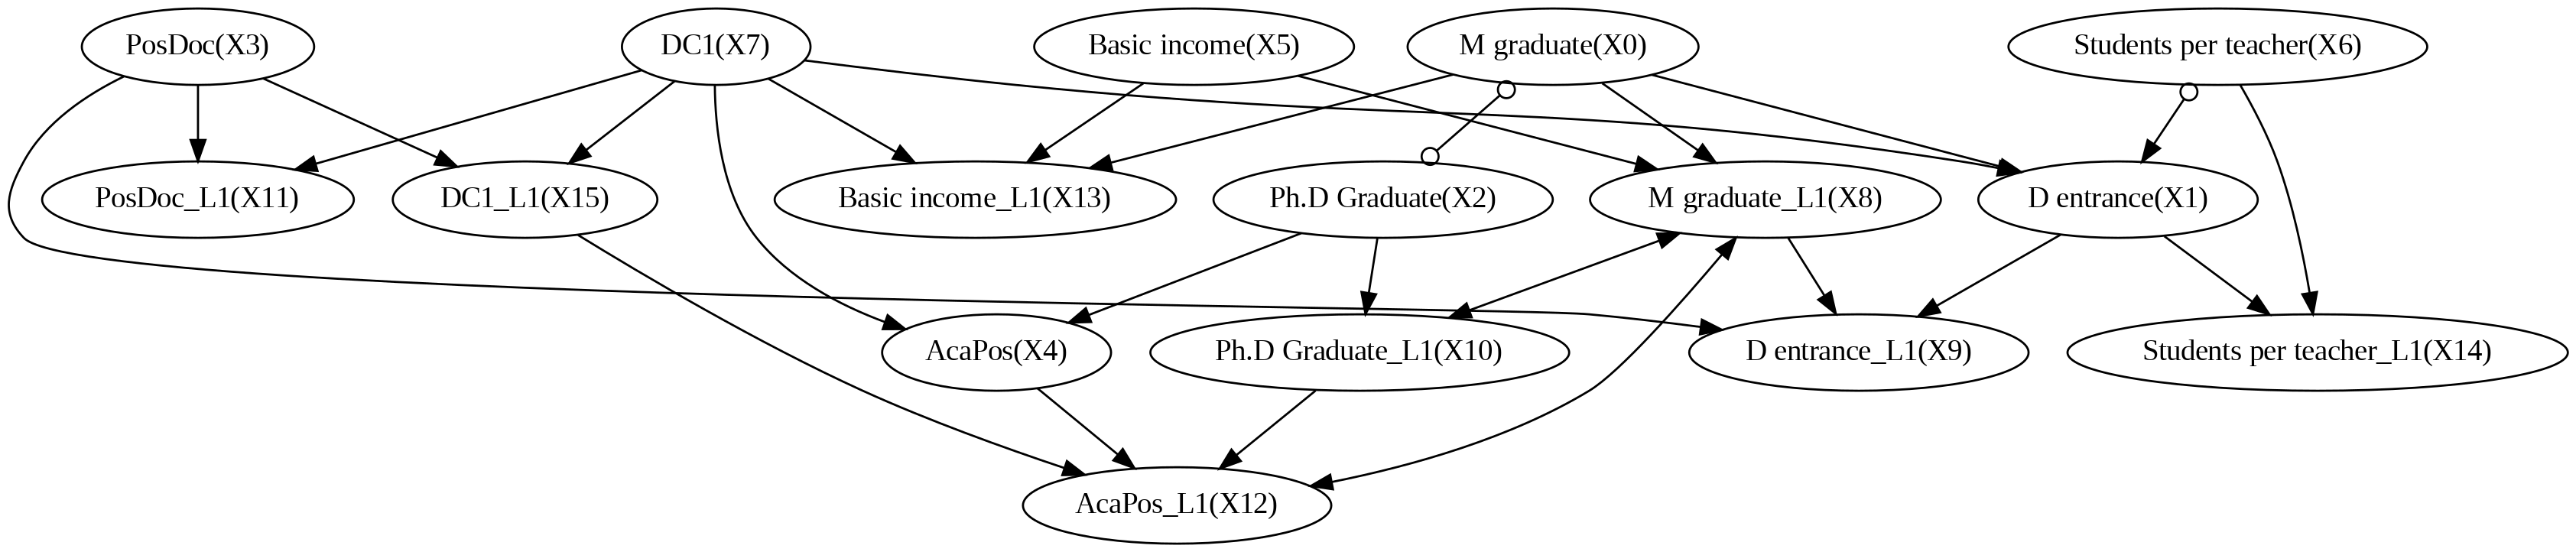 PosDoc(X3)
DC1(X7)
Basic income(X5)
M graduate(X0)
Students per teacher(X6)
PosDoc_L1(X11)
DC1_L1(X15)
Basic income_L1(X13)
Ph.D Graduate(X2)
M graduate_L1(X8)
D entrance(X1)
AcaPos(X4)
Ph.D Graduate_L1(X10)
D entrance_L1(X9)
Students per teacher_L1(X14)
AcaPos_L1(X12)